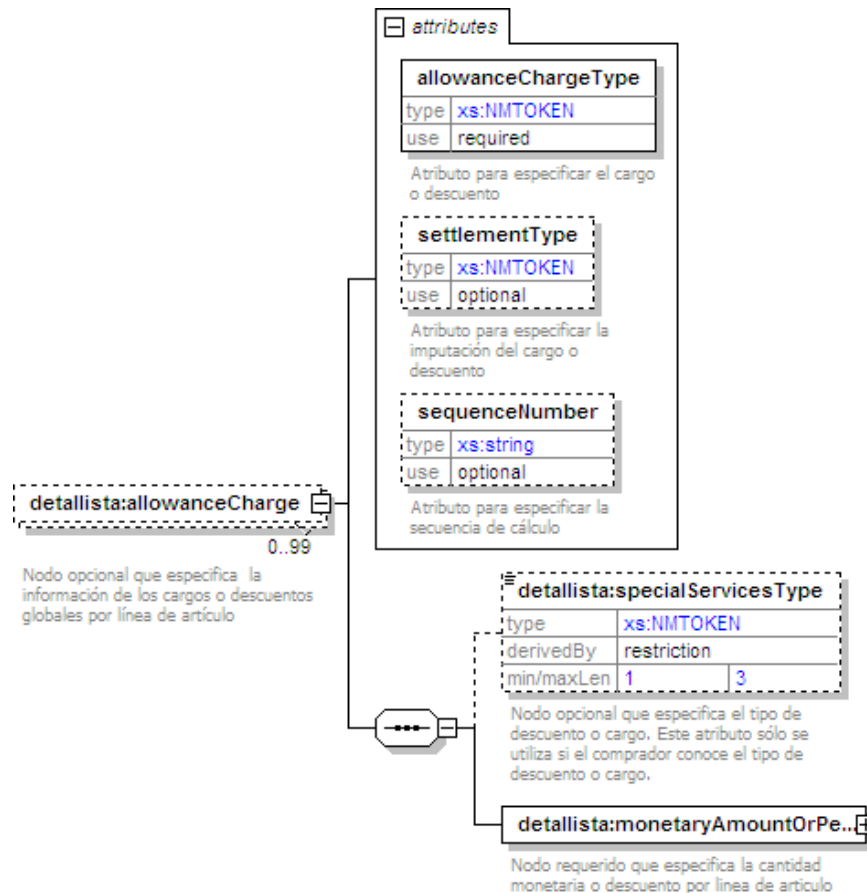 attributes
allowanceChargeType
type xs:NMTOKEN
use required
Atributo para especificar el cargo
o descuento
settlementType
type xs:NMTOKEN
use optional
Atributo para especificar la
imputación del cargo o
descuento
sequenceNumber
type xs:string
use optional
Atributo para especificar la
secuencia de cálculo
detallista:allowanceCharge
0..99
Nodo opcional que especifica la
información de los cargos o descuentos
globales por línea de artículo
detallista:specialServicesType
type xs:NMTOKEN
derivedBy restriction
min/maxLen 1 3
Nodo opcional que especifica el tipo de
descuento o cargo. Este atributo sólo se
utiliza si el comprador conoce el tipo de
descuento o cargo.
detallista:monetaryAmountOrPe...
Nodo requerido que especifica la cantidad
monetaria o descuento por linea de articulo